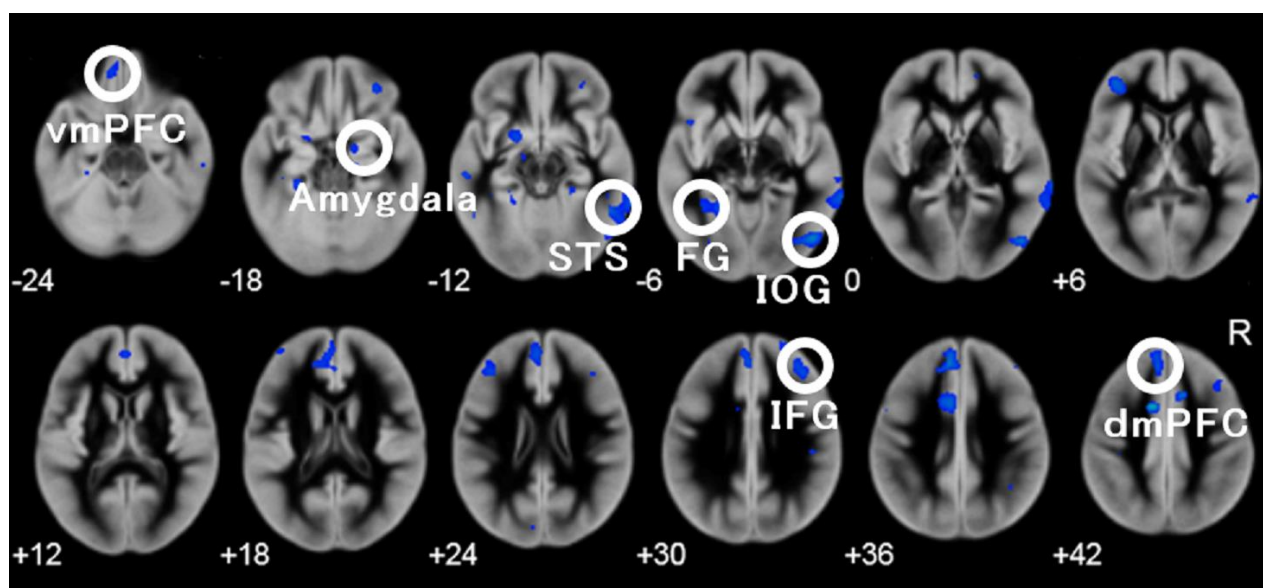 vmPFC
Amygdala
STS
FG
IOG
-24
-18
-12
-6
0
+6
R
IFG
dmPFC
+12
+18
+24
+30
+36
+42